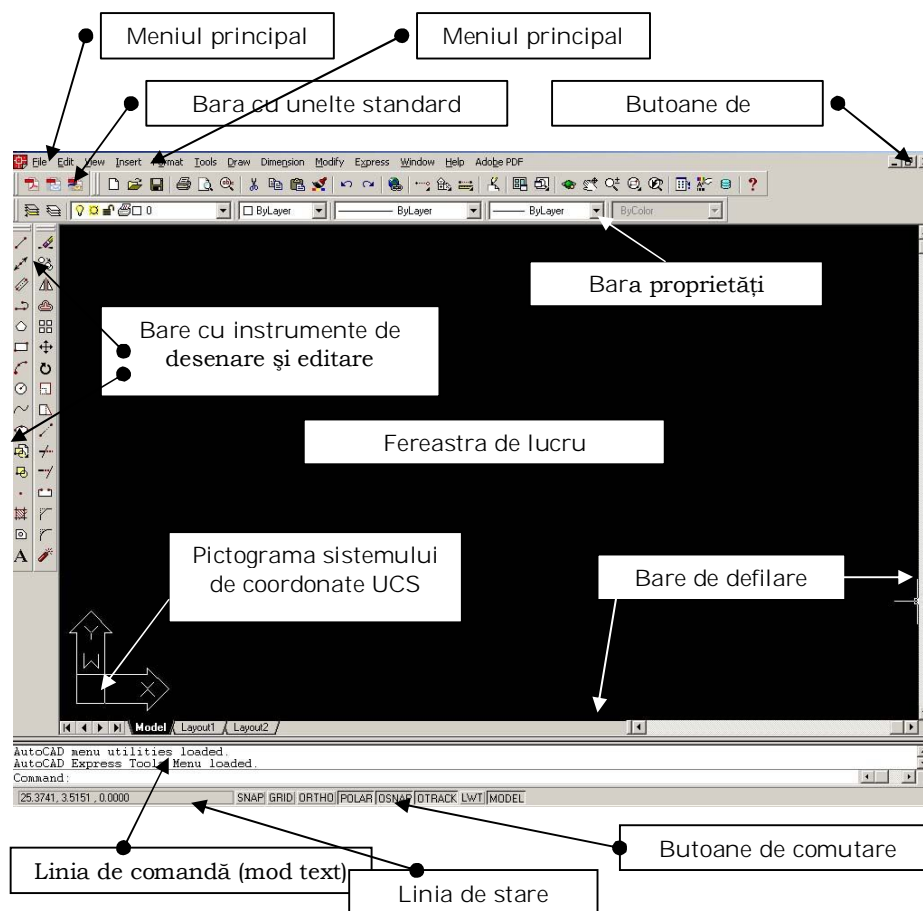 Meniul principal
Meniul principal
Bara cu unelte standard
Butoane de
File Edit View Insert Format Tools Draw Dimension Modify Express Window Help Adobe PDF
0 ByLayer ByLayer ByLayer ByColor
Bara proprietăţi
Bare cu instrumente de
desenare şi editare
Fereastra de lucru
Pictograma sistemului
de coordonate UCS
Bare de defilare
Y
W
X
A
Model Layout1 Layout2
AutoCAD menu utilities loaded.
AutoCAD Express Tools Menu loaded.
Command:
25.3741, 3.5151 , 0.0000 SNAP GRID ORTHO POLAR OSNAP OTRACK LWT MODEL
Butoane de comutare
Linia de comandă (mod text)
Linia de stare